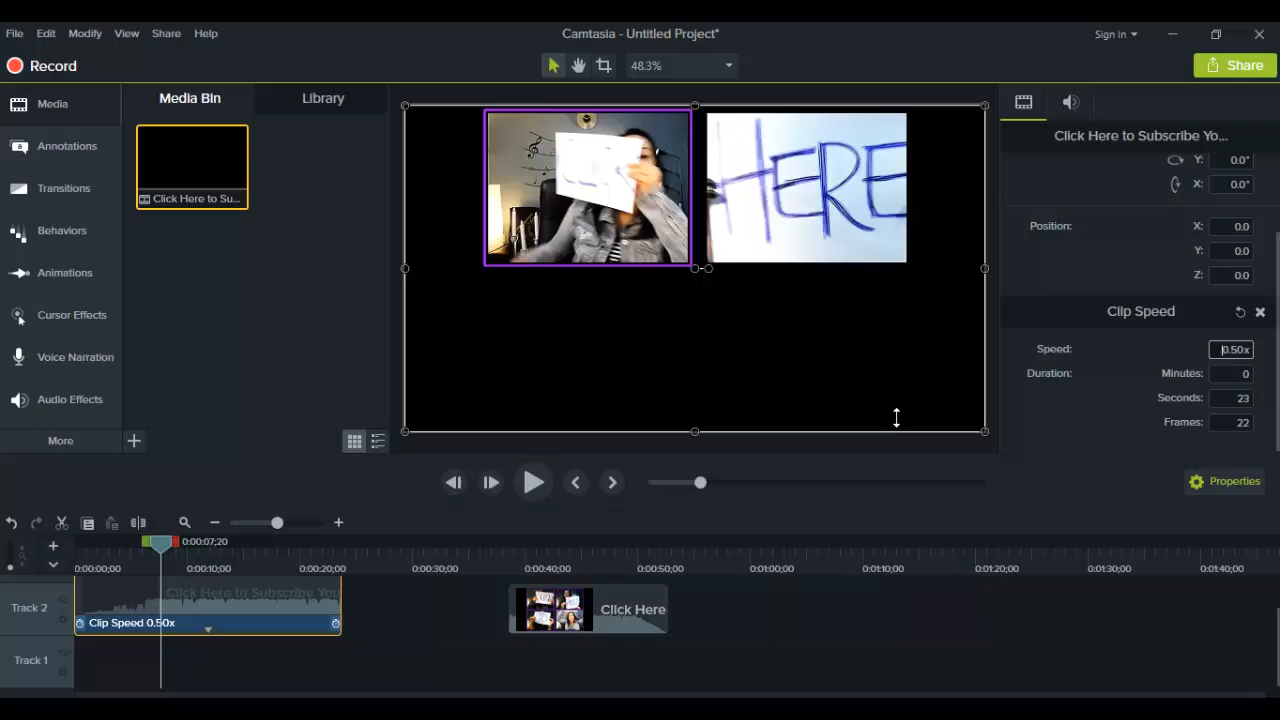 File Edit Modify View Share Help
Camtasia - Untitled Project*
Sign in
Record
48.3%
Share
Media
Media Bin
Library
Click Here to Subscribe Yo...
Annotations
Transitions
Behaviors
Animations
Cursor Effects
Voice Narration
Audio Effects
More
Click Here to Su...
HERE
Y: 0.0°
X: 0.0°
Position: X: 0.0
Y: 0.0
Z: 0.0
Clip Speed
Speed: 0.50x
Duration: Minutes: 0
Seconds: 23
Frames: 22
Properties
0:00:07;20
0:00:00;00 0:00:10;00 0:00:20;00 0:00:30;00 0:00:40;00 0:00:50;00 0:01:00;00 0:01:10;00 0:01:20;00 0:01:30;00 0:01:40;00
Track 2
Click Here to Subscribe You
Clip Speed 0.50x
Click Here
Track 1